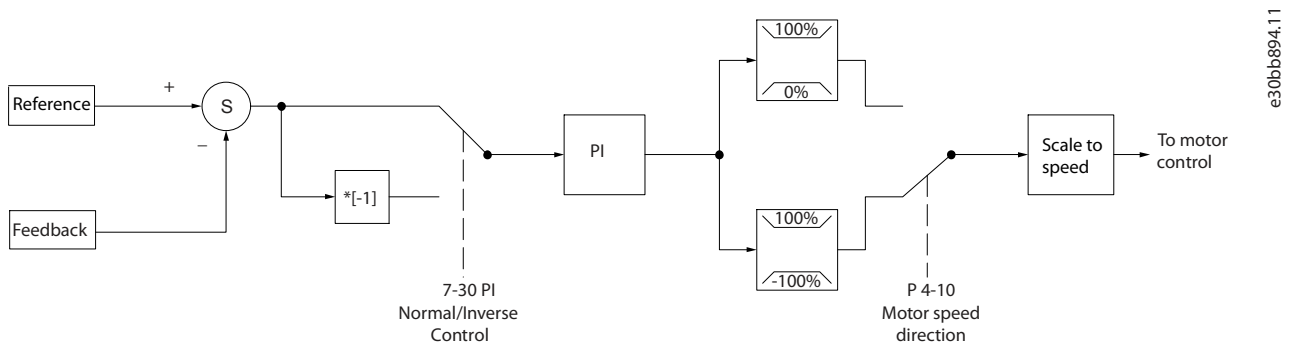 e30bb894.11
100%
0%
Reference
+
S
PI
Scale to
speed
To motor
control
–
*[-1]
Feedback
100%
-100%
7-30 PI
Normal/Inverse
Control
P 4-10
Motor speed
direction